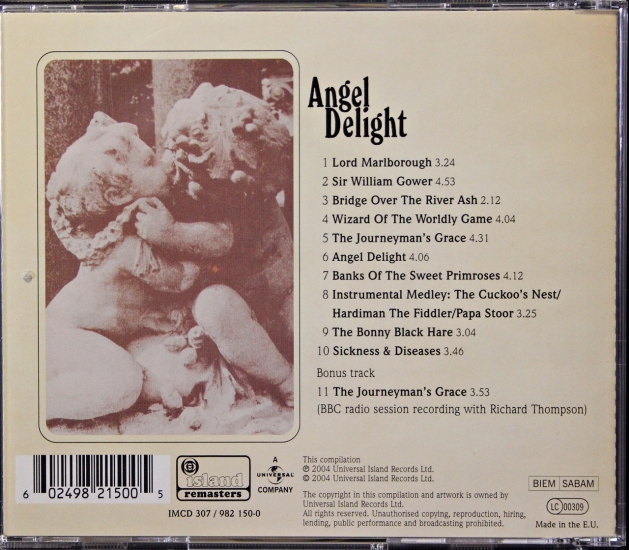 Angel
Delight
1 Lord Marlborough 3.24
2 Sir William Gower 4.53
3 Bridge Over The River Ash 2.12
4 Wizard Of The Worldly Game 4.04
5 The Journeyman's Grace 4.31
6 Angel Delight 4.06
7 Banks Of The Sweet Primroses 4.12
8 Instrumental Medley: The Cuckoo's Nest/
Hardiman The Fiddler/Papa Stoor 3.25
9 The Bonny Black Hare 3.04
10 Sickness & Diseases 3.46
Bonus track
11 The Journeyman's Grace 3.53
(BBC radio session recording with Richard Thompson)
6 02498 21500 5
island
remasters
IMCD 307 / 982 150-0
A
UNIVERSAL
COMPANY
This compilation
℗ 2004 Universal Island Records Ltd.
© 2004 Universal Island Records Ltd.
The copyright in this compilation and artwork is owned by
Universal Island Records Ltd.
All rights reserved. Unauthorised copying, reproduction, hiring,
lending, public performance and broadcasting prohibited.
BIEM SABAM
LC 00309
Made in the E.U.